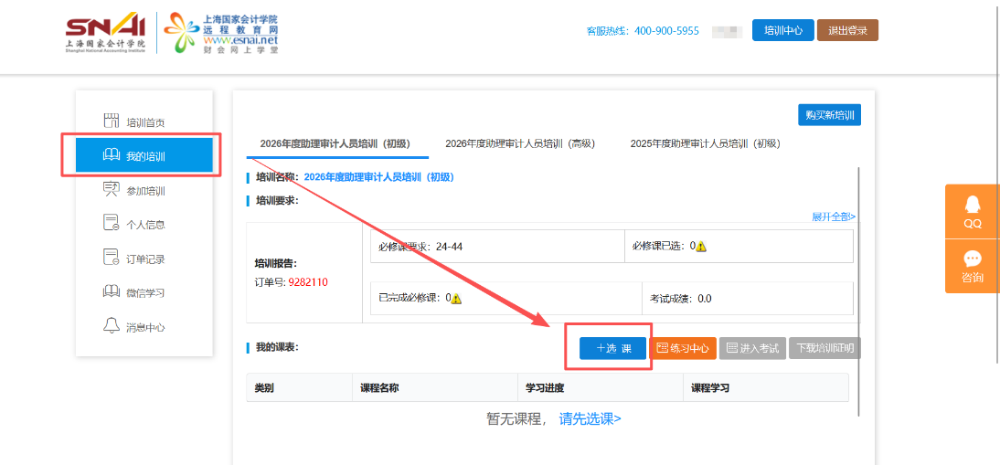 SNAI
上海国家会计学院
Shanghai National Accounting Institute
上海国家会计学院
远程教育网
www.esnai.net
财会网上学堂
客服热线：400-900-5955
培训中心
退出登录
培训首页
我的培训
参加培训
个人信息
订单记录
微信学习
消息中心
购买新培训
2026年度助理审计人员培训（初级） 2026年度助理审计人员培训（高级） 2025年度助理审计人员培训（初级）
培训名称：2026年度助理审计人员培训（初级）
培训要求：
展开全部>
培训报告：
订单号: 9282110
必修课要求：24-44
必修课已选：0
已完成必修课：0
考试成绩：0.0
我的课表：
＋选 课
练习中心
进入考试
下载培训证明
类别 课程名称 学习进度 课程学习
暂无课程， 请先选课>
QQ
咨询